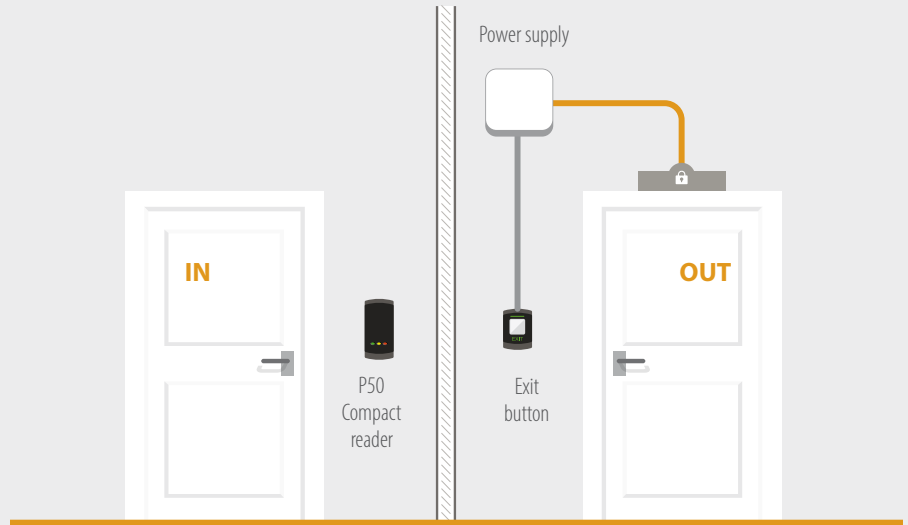 Power supply
IN
OUT
EXIT
P50
Compact
reader
Exit
button